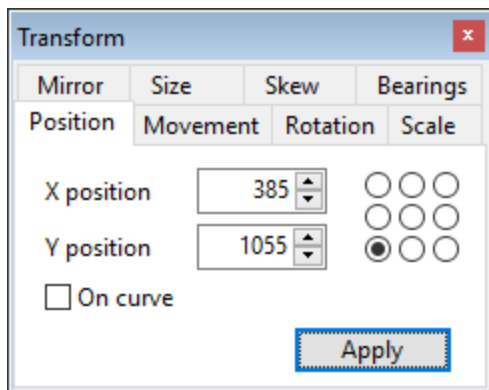 Transform
Mirror Size Skew Bearings
Position Movement Rotation Scale
X position 385
Y position 1055
On curve
Apply